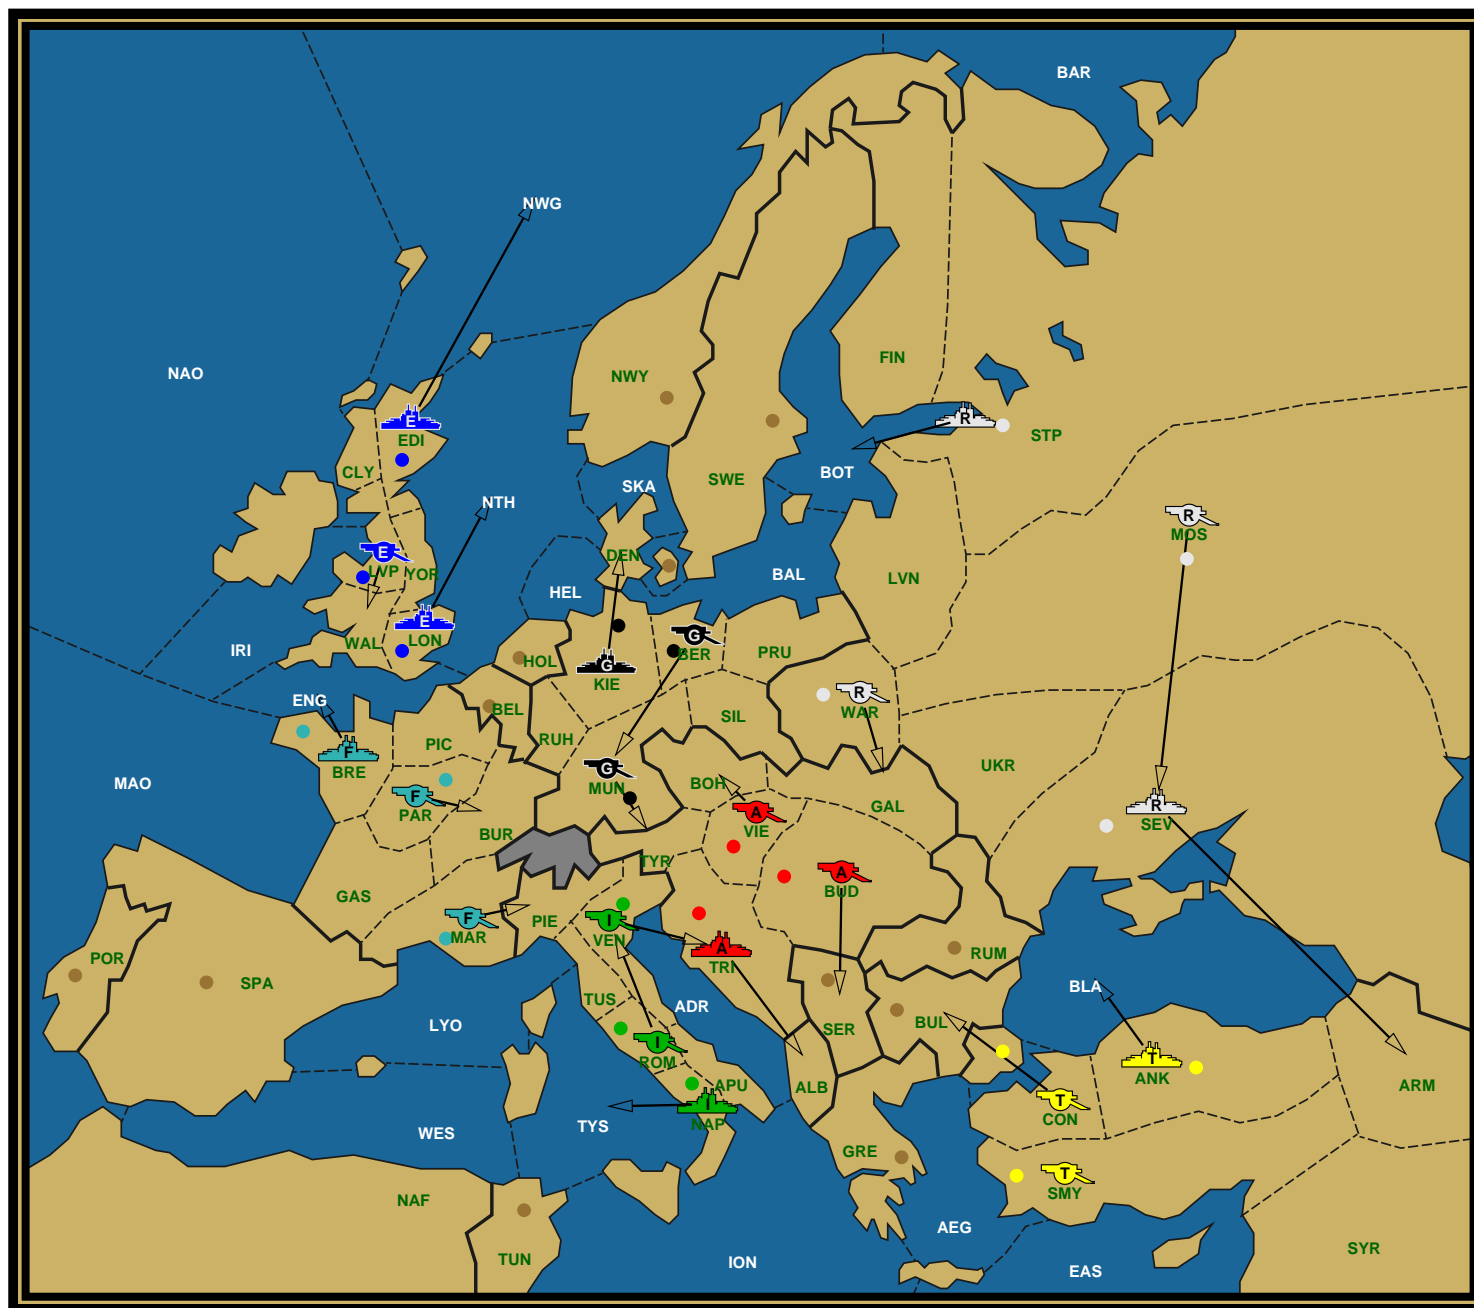 BAR
NWG
NAO
FIN
NWY
E
R
EDI
STP
CLY
BOT
SWE
SKA
NTH
R
MOS
E
DEN
LVP
YOR
BAL
LVN
HEL
E
G
LON
WAL
IRI
BER
PRU
HOL
G
KIE
R
ENG
BEL
WAR
SIL
PIC
RUH
F
BRE
UKR
G
MAO
BOH
MUN
F
PAR
GAL
R
A
SEV
VIE
BUR
TYR
A
BUD
GAS
F
I
PIE
MAR
VEN
A
RUM
POR
TRI
SPA
BLA
TUS
ADR
LYO
BUL
SER
I
ROM
T
ANK
ARM
APU
ALB
T
I
CON
NAP
TYS
WES
GRE
T
SMY
NAF
AEG
SYR
TUN
ION
EAS